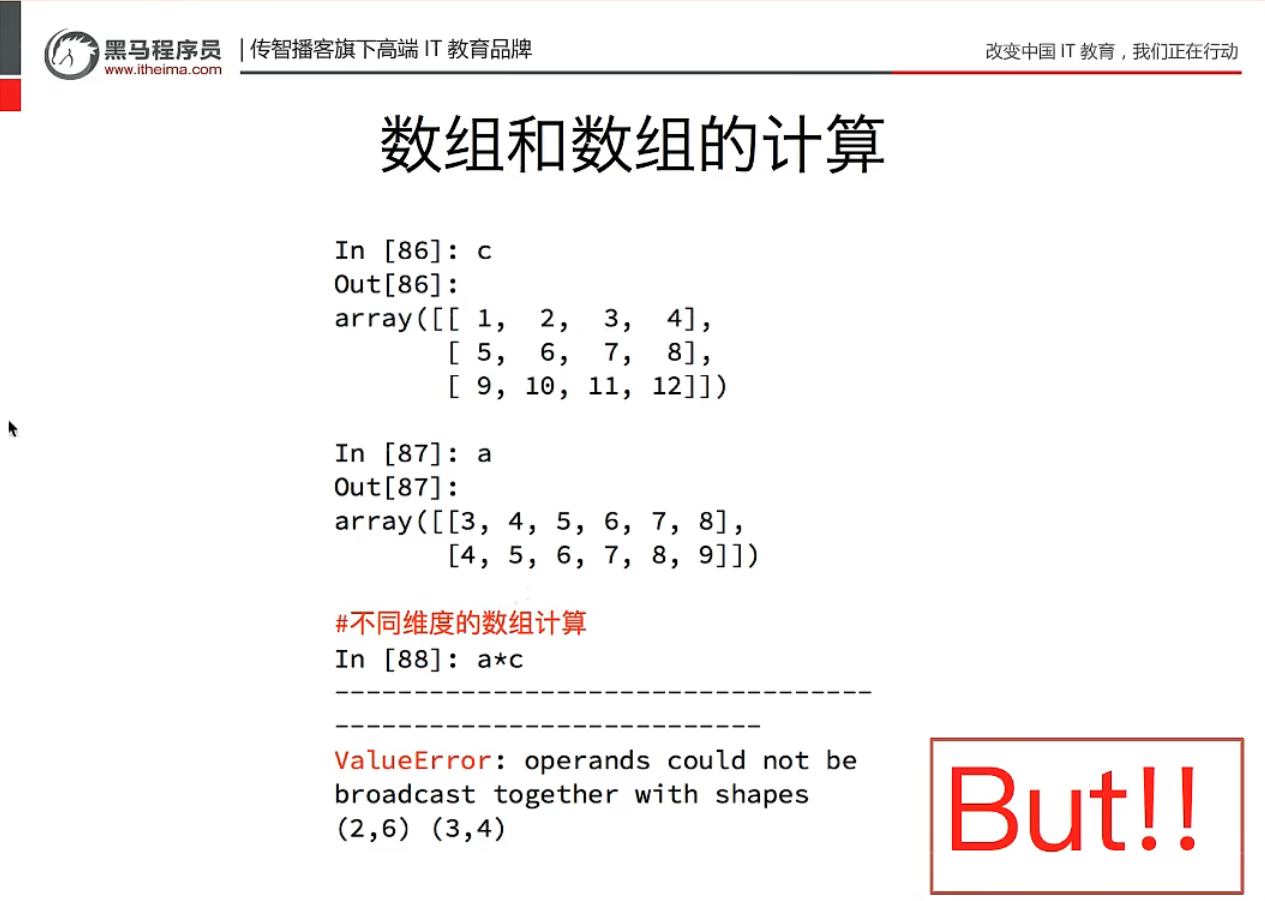 黑马程序员
www.itheima.com
传智播客旗下高端 IT 教育品牌
改变中国 IT 教育，我们正在行动
数组和数组的计算
In [86]: c
Out[86]:
array([[ 1,  2,  3,  4],
       [ 5,  6,  7,  8],
       [ 9, 10, 11, 12]])
In [87]: a
Out[87]:
array([[3, 4, 5, 6, 7, 8],
       [4, 5, 6, 7, 8, 9]])
#不同维度的数组计算
In [88]: a*c
----------------------------------
---------------------------
ValueError: operands could not be
broadcast together with shapes
(2,6) (3,4)
But!!